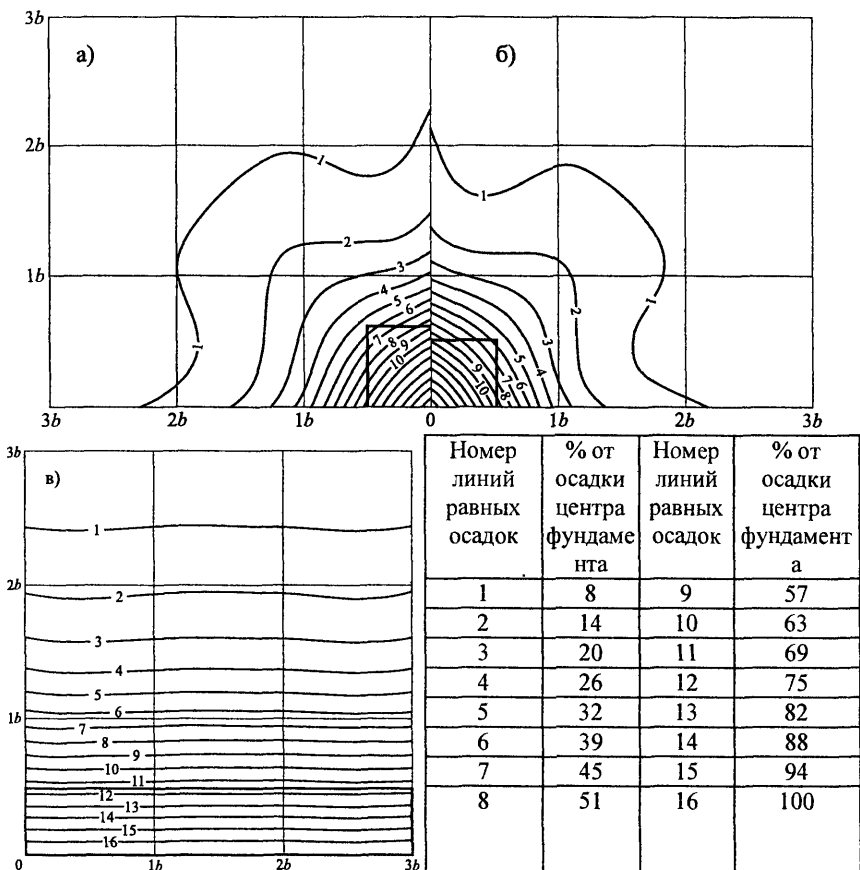 3b
а)
б)
2b
1
1
2
1b
3
4
5
6
7
8
9
10
1
1
2
3
4
5
6
7
8
9
10
3b
2b
1b
0
1b
2b
3b
3b
в)
1
2b
2
3
4
5
1b
6
7
8
9
10
11
12
13
14
15
16
0
1b
2b
3b
Номер
линий
равных
осадок
% от
осадки
центра
фундаме
нта
Номер
линий
равных
осадок
% от
осадки
центра
фундамент
а
1 8 9 57
2 14 10 63
3 20 11 69
4 26 12 75
5 32 13 82
6 39 14 88
7 45 15 94
8 51 16 100